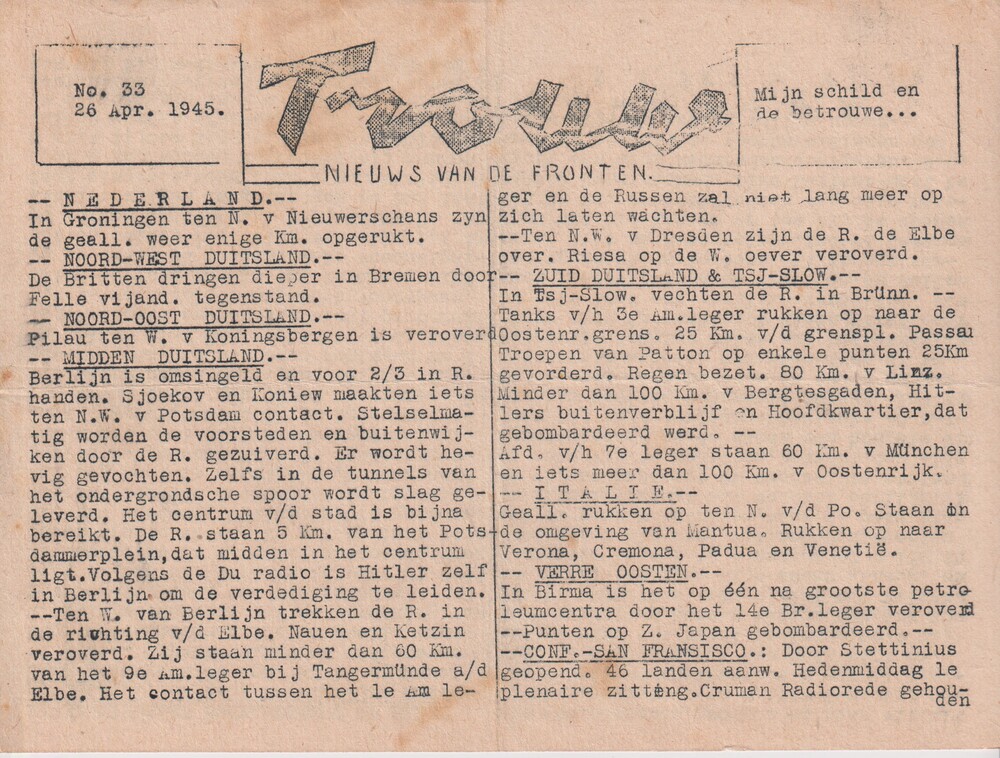 No. 33
26 Apr. 1945.
Trouw
Mijn schild en
de betrouwe...
NIEUWS VAN DE FRONTEN.
-- N E D E R L A N D.--
In Groningen ten N. v Nieuwerschans zyn
de geall. weer enige Km. opgerukt.
-- NOORD-WEST DUITSLAND.--
De Britten dringen dieper in Bremen door
Felle vijand. tegenstand.
-- NOORD-OOST DUITSLAND.--
Pilau ten W. v Koningsbergen is veroverd
-- MIDDEN DUITSLAND.--
Berlijn is omsingeld en voor 2/3 in R.
handen. Sjoekov en Koniew maakten iets
ten N.W. v Potsdam contact. Stelselma-
tig worden de voorsteden en buitenwij-
ken door de R. gezuiverd. Er wordt he-
vig gevochten. Zelfs in de tunnels van
het ondergrondsche spoor wordt slag ge-
leverd. Het centrum v/d stad is bijna
bereikt. De R. staan 5 Km. van het Pots-
dammerplein,dat midden in het centrum
ligt.Volgens de Du radio is Hitler zelf
in Berlijn om de verdediging te leiden.
--Ten W. van Berlijn trekken de R. in
de richting v/d Elbe. Nauen en Ketzin
veroverd. Zij staan minder dan 60 Km.
van het 9e Am.leger bij Tangermünde a/d
Elbe. Het contact tussen het 1e Am le-
ger en de Russen zal niet lang meer op
zich laten wachten.
--Ten N.W. v Dresden zijn de R. de Elbe
over. Riesa op de W. oever veroverd.
-- ZUID DUITSLAND & TSJ-SLOW.--
In Tsj-Slow. vechten de R. in Brünn. --
Tanks v/h 3e Am.leger rukken op naar de
Oostenr.grens. 25 Km. v/d grenspl. Passau
Troepen van Patton op enkele punten 25Km
gevorderd. Regen bezet. 80 Km. v Linz.
Minder dan 100 Km. v Bergtesgaden, Hit-
lers buitenverblijf en Hoofdkwartier,dat
gebombardeerd werd. --
Afd. v/h 7e leger staan 60 Km. v München
en iets meer dan 100 Km. v Oostenrijk.
-- I T A L I E.--
Geall. rukken op ten N. v/d Po. Staan in
de omgeving van Mantua. Rukken op naar
Verona, Cremona, Padua en Venetië.
-- VERRE OOSTEN.--
In Birma is het op één na grootste petro-
leumcentra door het 14e Br.leger veroverd
--Punten op Z. Japan gebombardeerd.--
--CONF.-SAN FRANSISCO.: Door Stettinius
geopend. 46 landen aanw. Hedenmiddag 1e
plenaire zitting.Cruman Radiorede gehou-
den